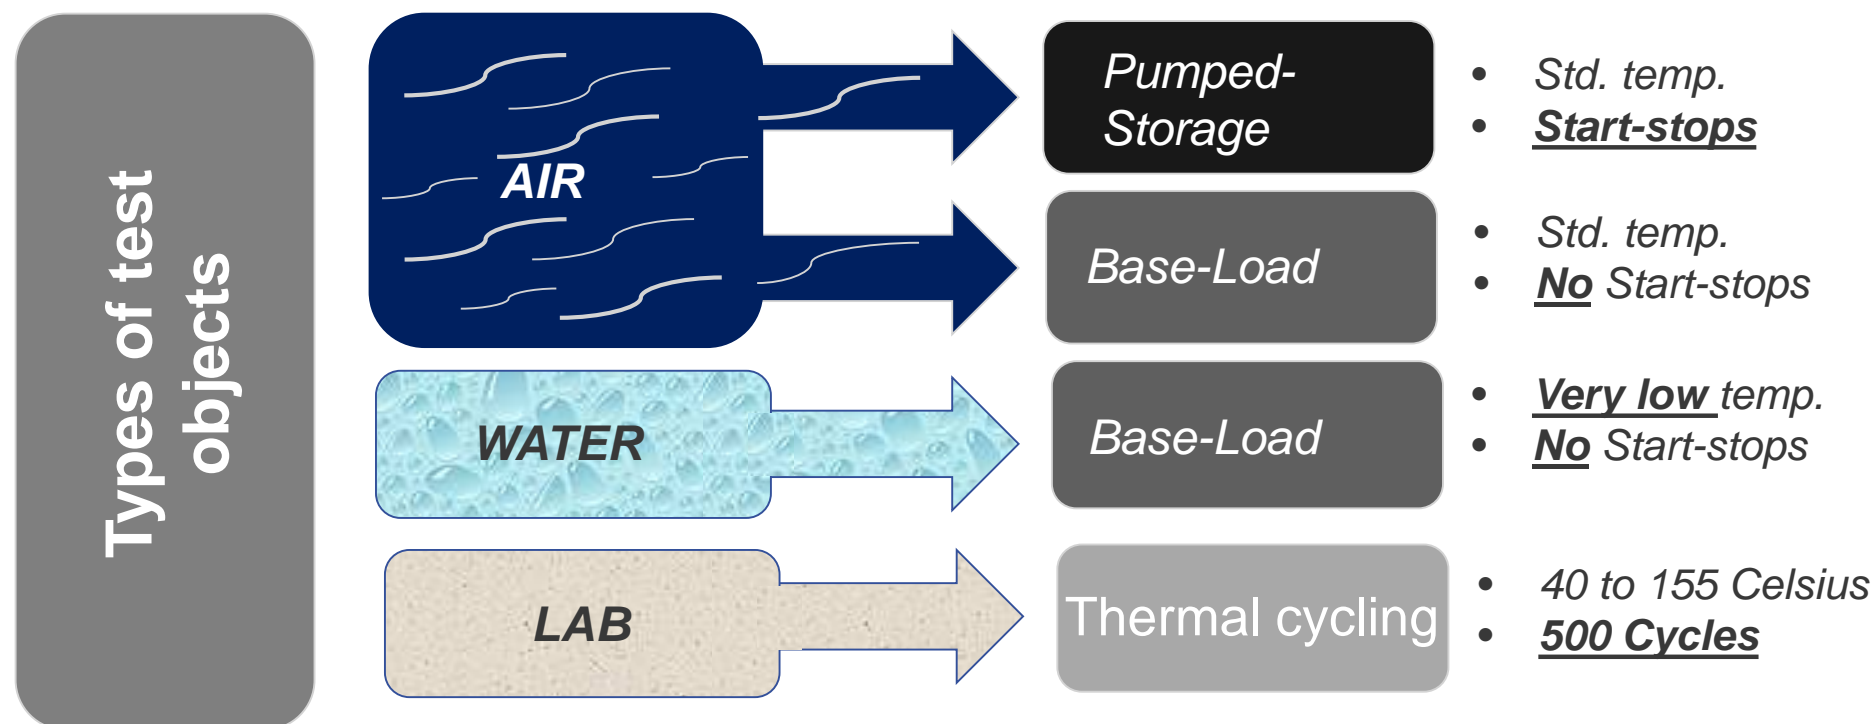 Types of test
objects
AIR
Pumped-
Storage
• Std. temp.
• Start-stops
Base-Load
• Std. temp.
• No Start-stops
WATER
Base-Load
• Very low temp.
• No Start-stops
LAB
Thermal cycling
• 40 to 155 Celsius
• 500 Cycles